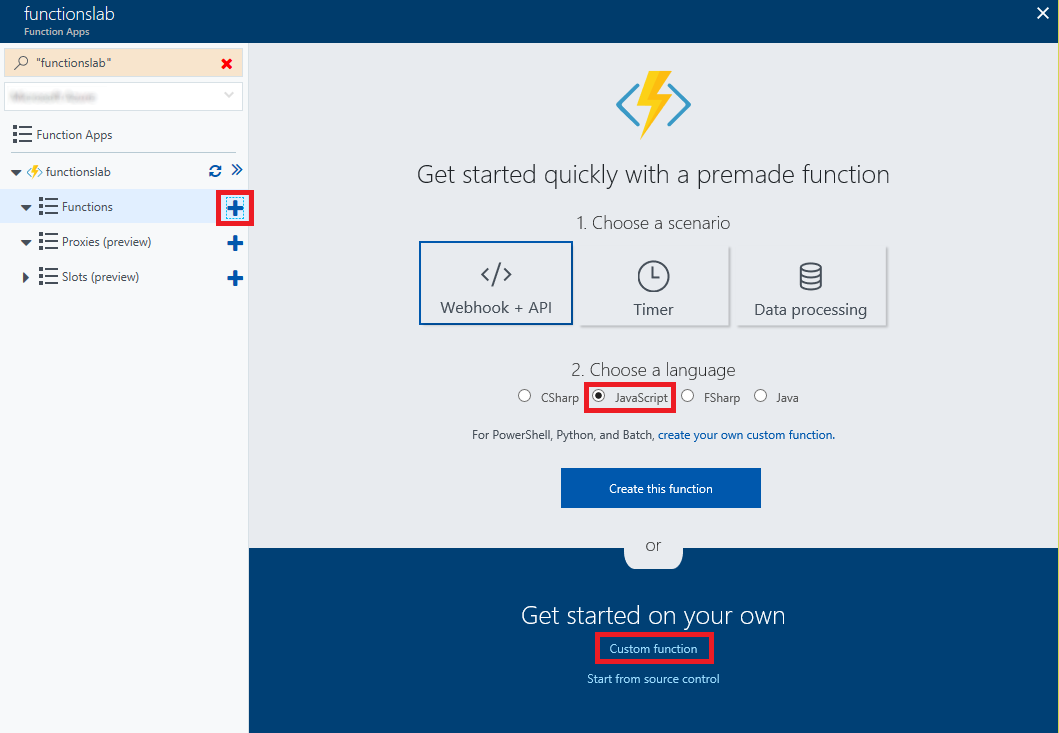 functionslab
Function Apps
"functionslab"
Function Apps
functionslab
Functions
Proxies (preview)
Slots (preview)
Get started quickly with a premade function
1. Choose a scenario
Webhook + API
Timer
Data processing
2. Choose a language
CSharp JavaScript FSharp Java
For PowerShell, Python, and Batch, create your own custom function.
Create this function
or
Get started on your own
Custom function
Start from source control